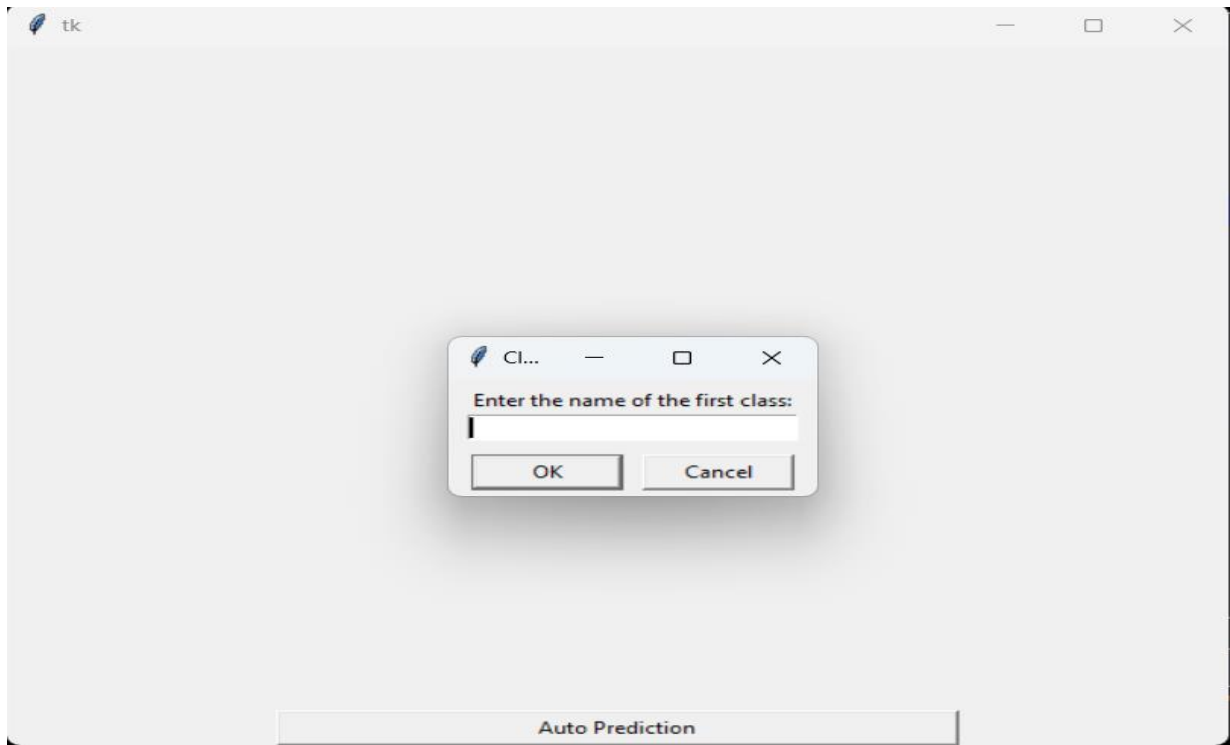 tk
Cl...
Enter the name of the first class:
OK
Cancel
Auto Prediction